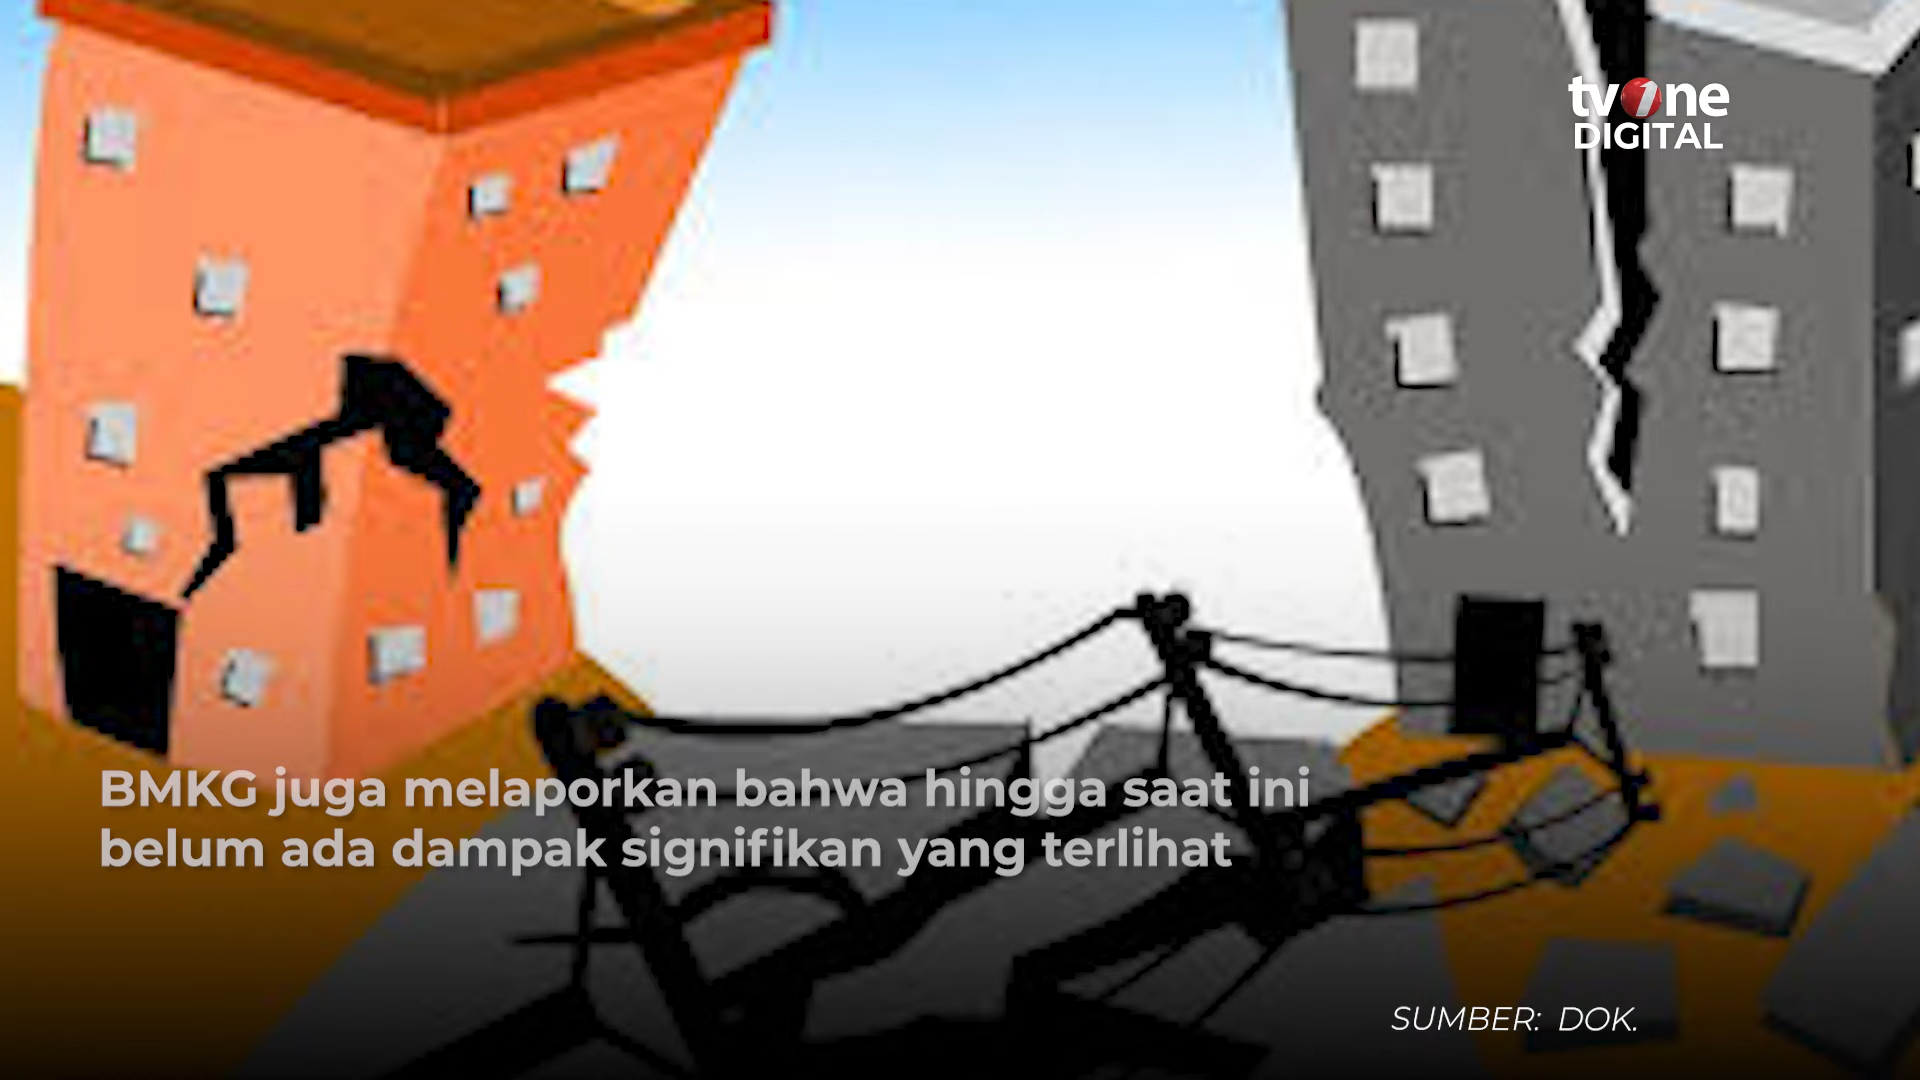 tvOne
DIGITAL
BMKG juga melaporkan bahwa hingga saat ini
belum ada dampak signifikan yang terlihat
SUMBER: DOK.